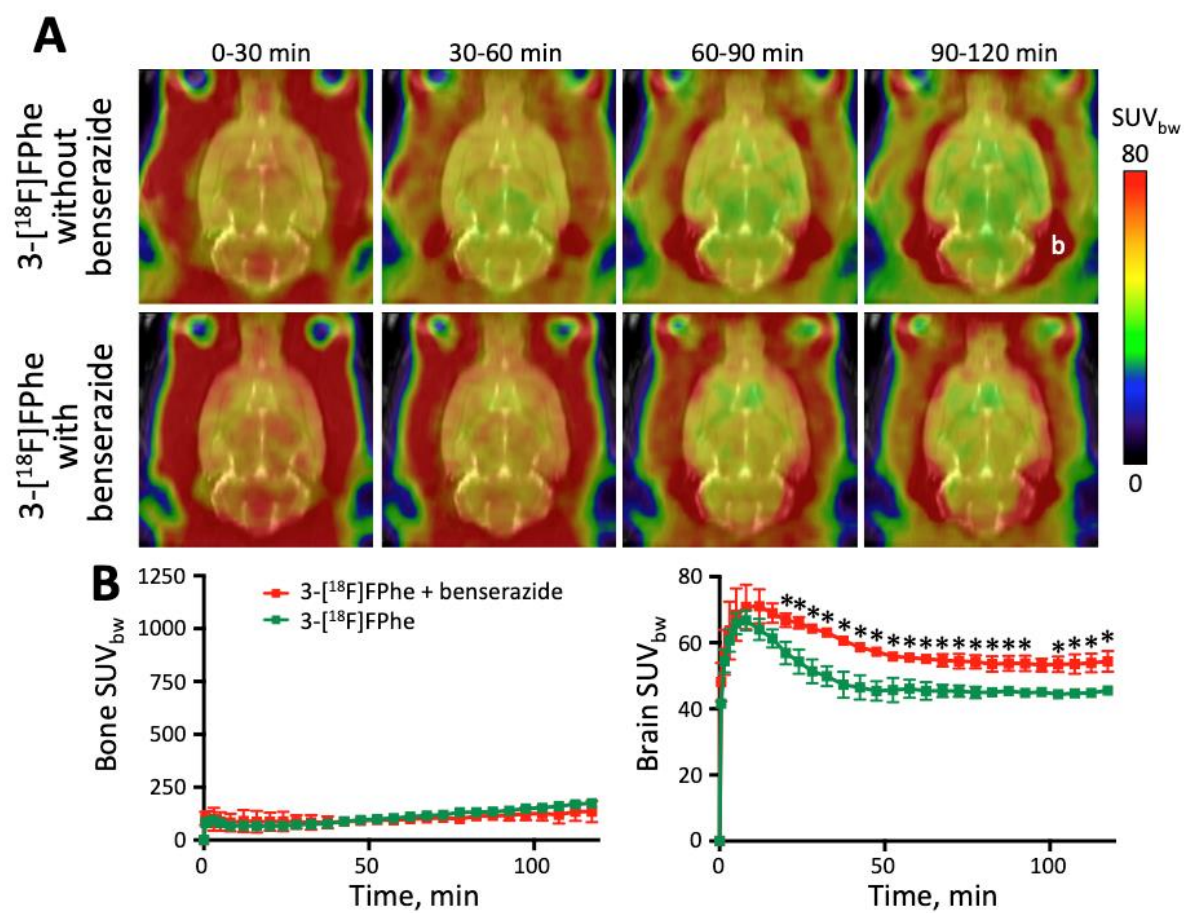 A
0-30 min
30-60 min
60-90 min
90-120 min
3-[¹⁸F]FPhe
without
benserazide
b
SUVbw
80
0
3-[¹⁸F]FPhe
with
benserazide
B
1250
1000
750
500
250
0
Bone SUVbw
3-[¹⁸F]FPhe + benserazide
3-[¹⁸F]FPhe
0
50
100
Time, min
80
60
40
20
0
Brain SUVbw
* * * * * * * * * * * * * * * * * * *
0
50
100
Time, min